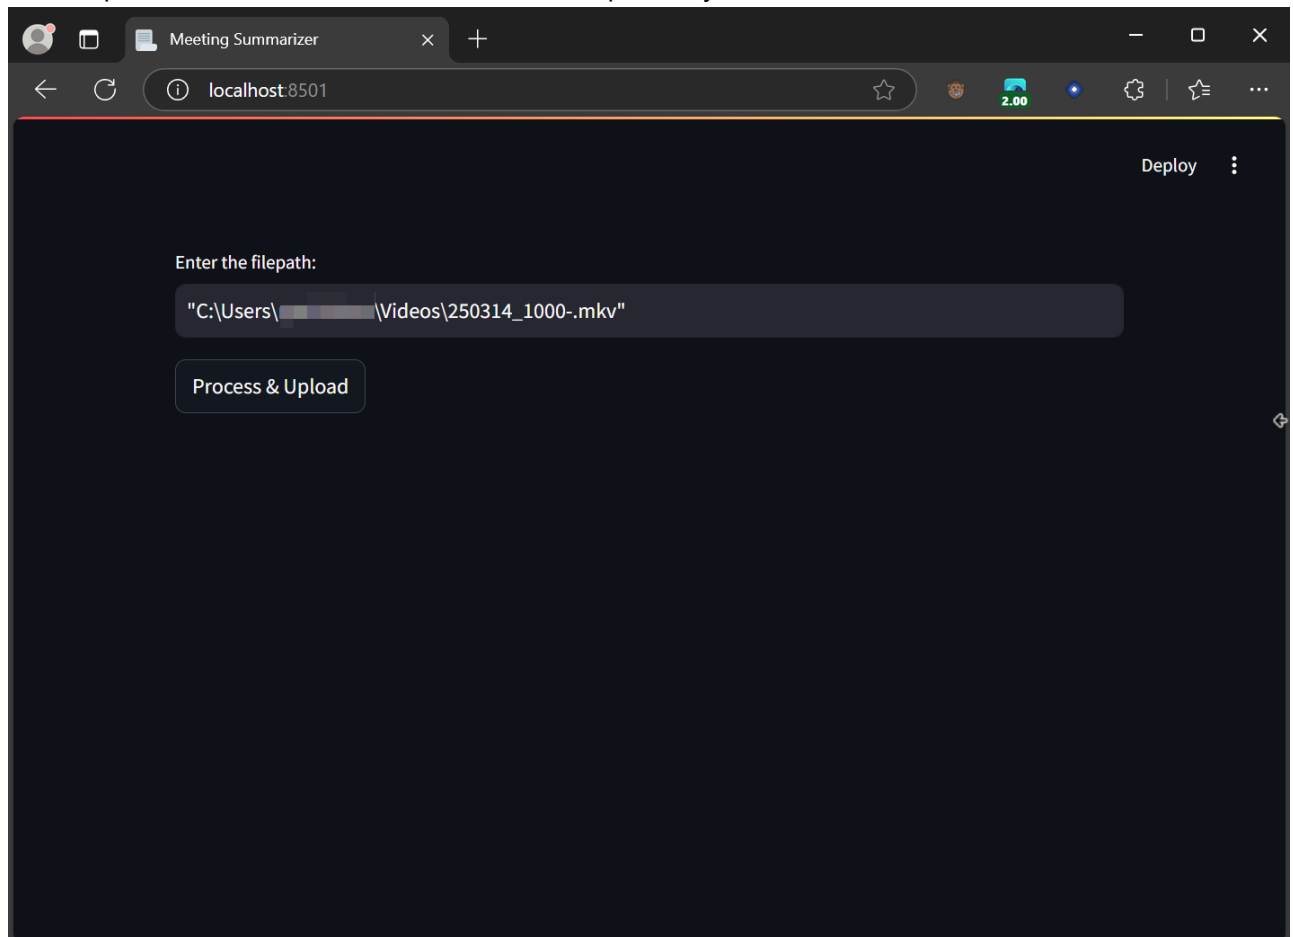 Meeting Summarizer
localhost:8501
2.00
Deploy
Enter the filepath:
"C:\Users\ \Videos\250314_1000-.mkv"
Process & Upload